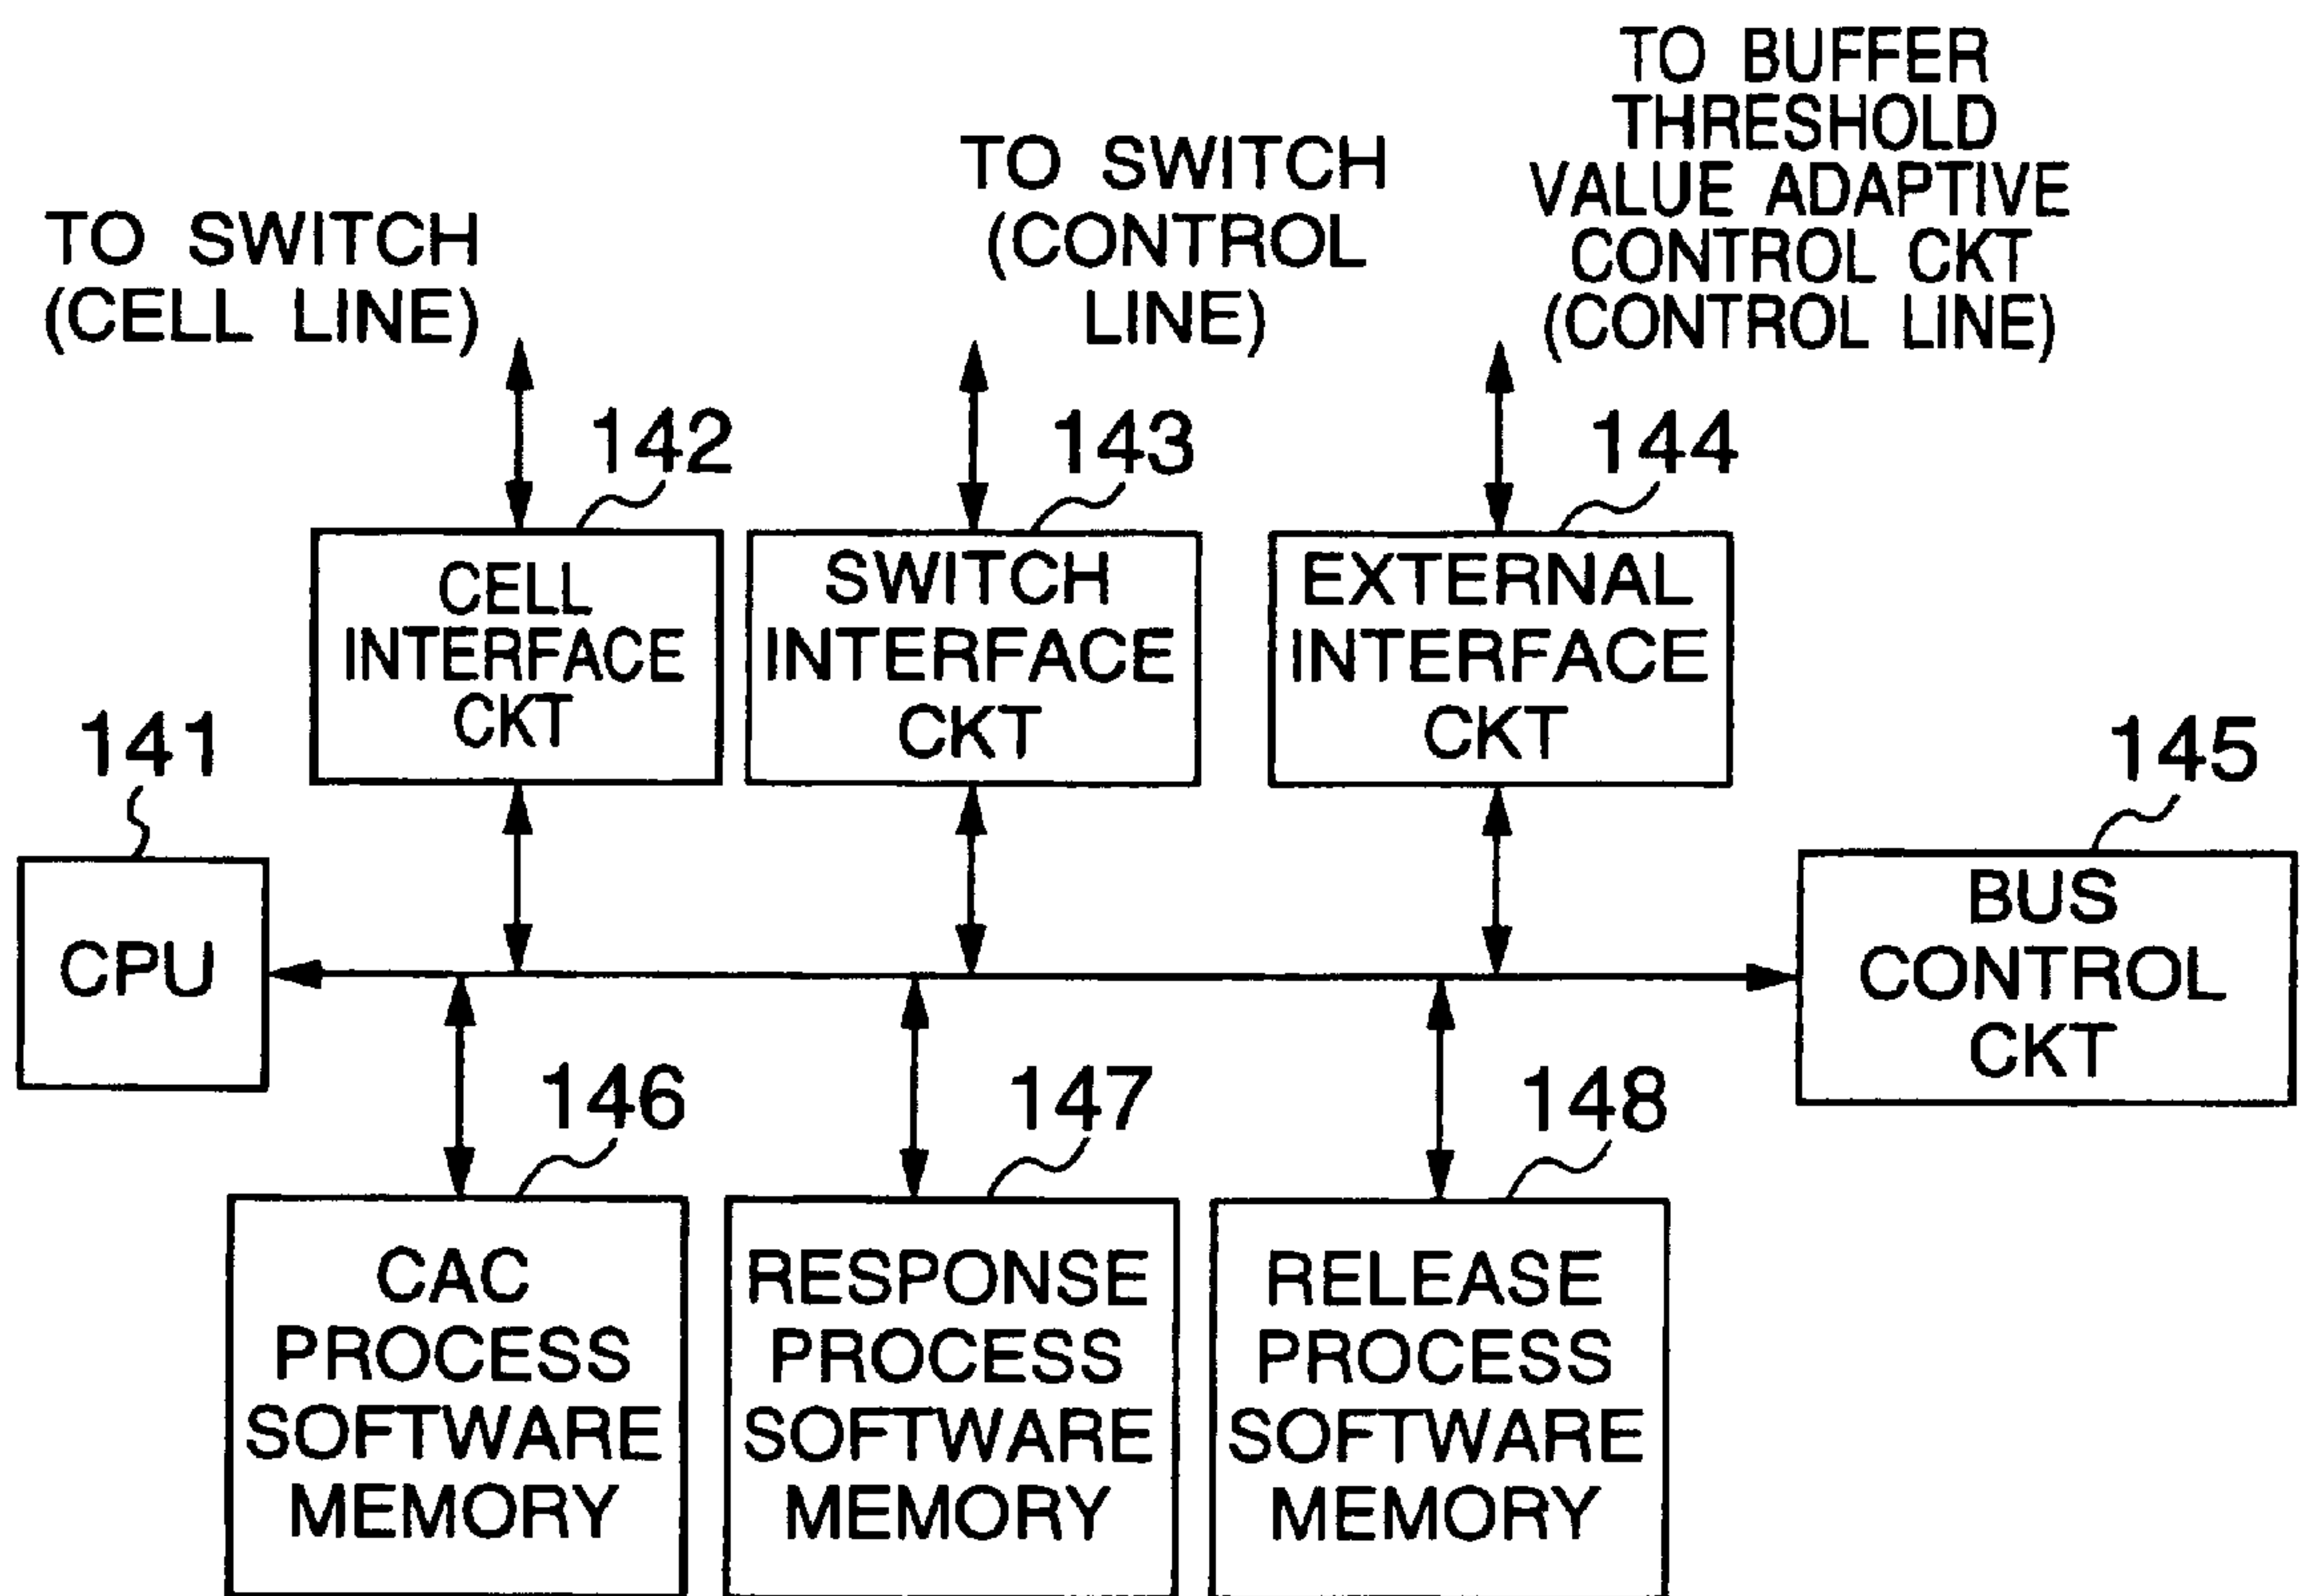 TO SWITCH
(CELL LINE)
TO SWITCH
(CONTROL
LINE)
TO BUFFER
THRESHOLD
VALUE ADAPTIVE
CONTROL CKT
(CONTROL LINE)
142
143
144
CELL
INTERFACE
CKT
SWITCH
INTERFACE
CKT
EXTERNAL
INTERFACE
CKT
141
145
CPU
BUS
CONTROL
CKT
146
147
148
CAC
PROCESS
SOFTWARE
MEMORY
RESPONSE
PROCESS
SOFTWARE
MEMORY
RELEASE
PROCESS
SOFTWARE
MEMORY